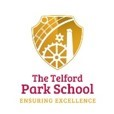 The Telford
Park School
ENSURING EXCELLENCE